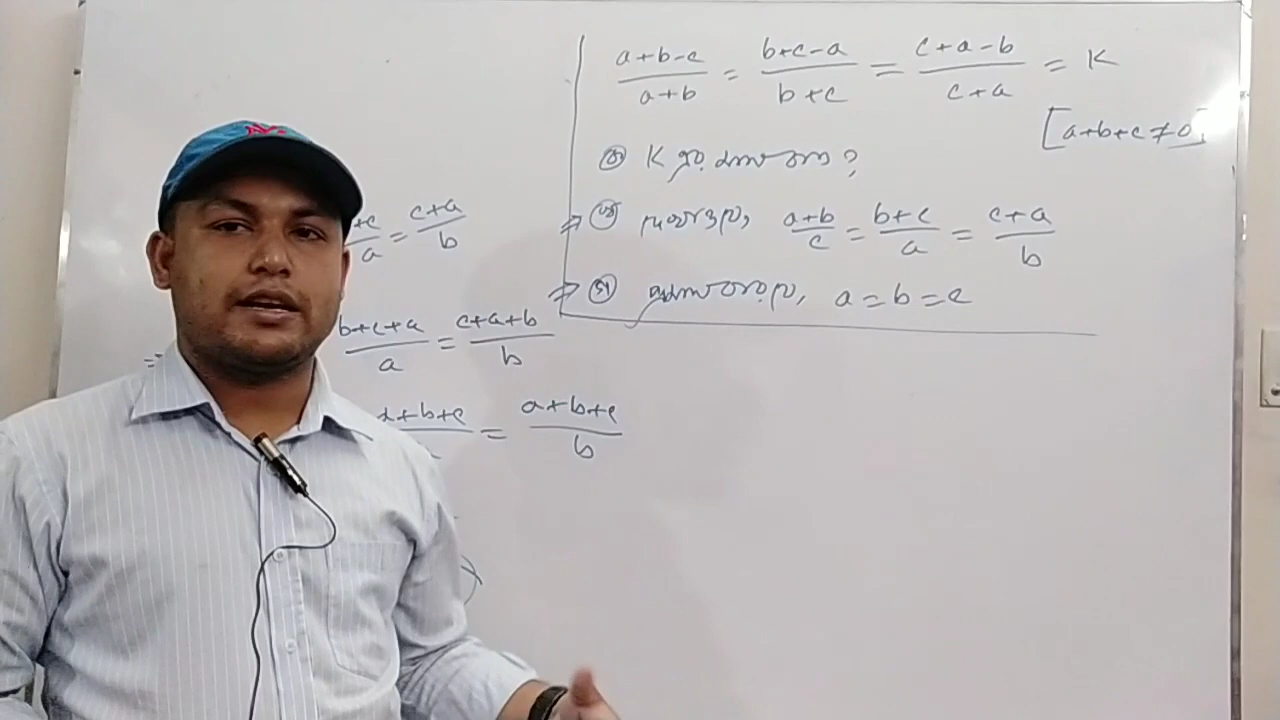 a+b-c/a+b = b+c-a/b+c = c+a-b/c+a = K
[a+b+c≠0]
(ক) K এর মান কত?
⇒ (খ) দেখাও যে, a+b/c = b+c/a = c+a/b
⇒ (গ) প্রমাণ কর যে, a=b=c
+c/a = c+a/b
b+c+a/a = c+a+b/b
+b+c = a+b+c/b